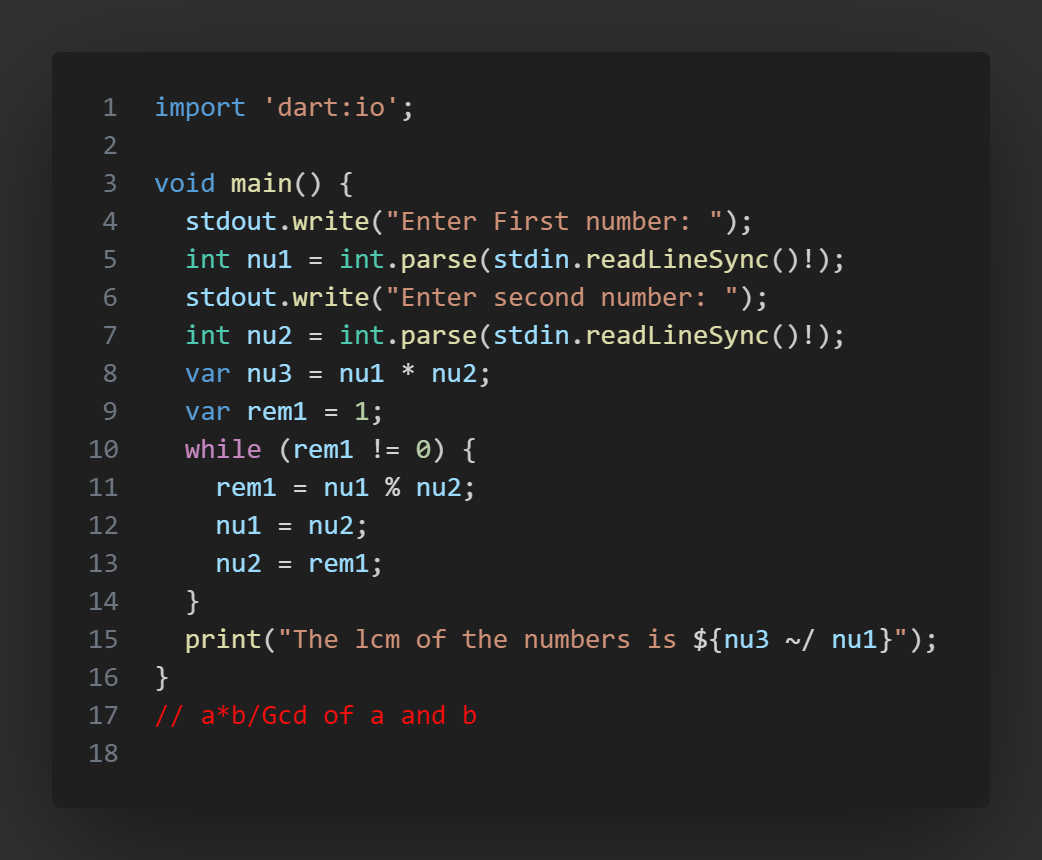 1 import 'dart:io';
2
3 void main() {
4 stdout.write("Enter First number: ");
5 int nu1 = int.parse(stdin.readLineSync()!);
6 stdout.write("Enter second number: ");
7 int nu2 = int.parse(stdin.readLineSync()!);
8 var nu3 = nu1 * nu2;
9 var rem1 = 1;
10 while (rem1 != 0) {
11 rem1 = nu1 % nu2;
12 nu1 = nu2;
13 nu2 = rem1;
14 }
15 print("The lcm of the numbers is ${nu3 ~/ nu1}");
16 }
17 // a*b/Gcd of a and b
18